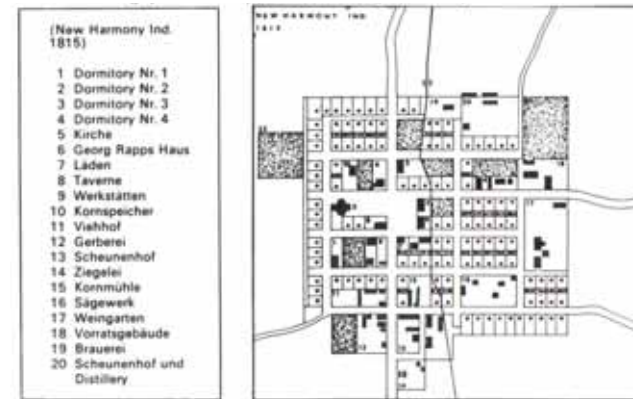 (New Harmony Ind.
1815)
1 Dormitory Nr. 1
2 Dormitory Nr. 2
3 Dormitory Nr. 3
4 Dormitory Nr. 4
5 Kirche
6 Georg Rapps Haus
7 Läden
8 Taverne
9 Werkstätten
10 Kornspeicher
11 Viehhof
12 Gerberei
13 Scheunenhof
14 Ziegelei
15 Kornmühle
16 Sägewerk
17 Weingarten
18 Vorratsgebäude
19 Brauerei
20 Scheunenhof und
Distillery
NEW HARMONY IND.